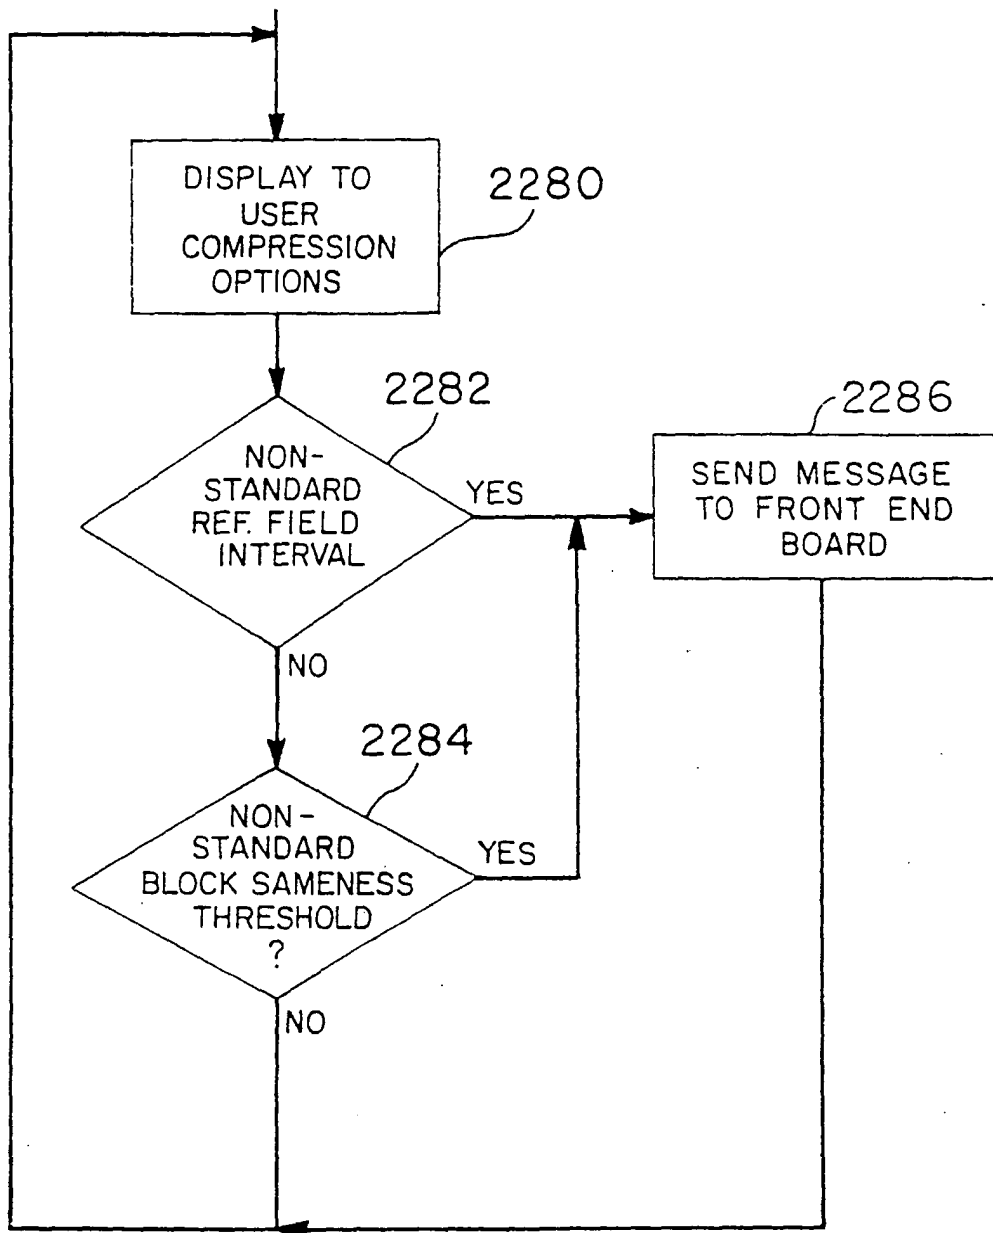 DISPLAY TO
USER
COMPRESSION
OPTIONS
2280
2282
NON-
STANDARD
REF. FIELD
INTERVAL
YES
NO
2286
SEND MESSAGE
TO FRONT END
BOARD
2284
NON-
STANDARD
BLOCK SAMENESS
THRESHOLD
?
YES
NO